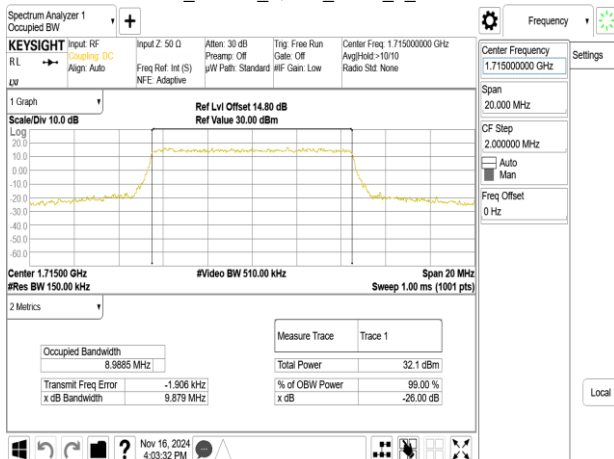 Spectrum Analyzer 1
Occupied BW
Frequency
KEYSIGHT
Input: RF
Coupling: DC
Align: Auto
RL
LXI
Input Z: 50 Ω
Freq Ref: Int (S)
NFE: Adaptive
Atten: 30 dB
Preamp: Off
µW Path: Standard
Trig: Free Run
Gate: Off
#IF Gain: Low
Center Freq: 1.715000000 GHz
Avg|Hold:>10/10
Radio Std: None
Center Frequency
1.715000000 GHz
Settings
Span
20.000 MHz
CF Step
2.000000 MHz
Auto
Man
Freq Offset
0 Hz
1 Graph
Scale/Div 10.0 dB
Ref Lvl Offset 14.80 dB
Ref Value 30.00 dBm
Log
20.0
10.0
0.00
-10.0
-20.0
-30.0
-40.0
-50.0
-60.0
Center 1.71500 GHz
#Video BW 510.00 kHz
Span 20 MHz
#Res BW 150.00 kHz
Sweep 1.00 ms (1001 pts)
2 Metrics
Measure Trace Trace 1
Occupied Bandwidth
8.9885 MHz
Total Power 32.1 dBm
Transmit Freq Error -1.906 kHz
% of OBW Power 99.00 %
x dB Bandwidth 9.879 MHz
x dB -26.00 dB
Local
?
Nov 16, 2024
4:03:32 PM